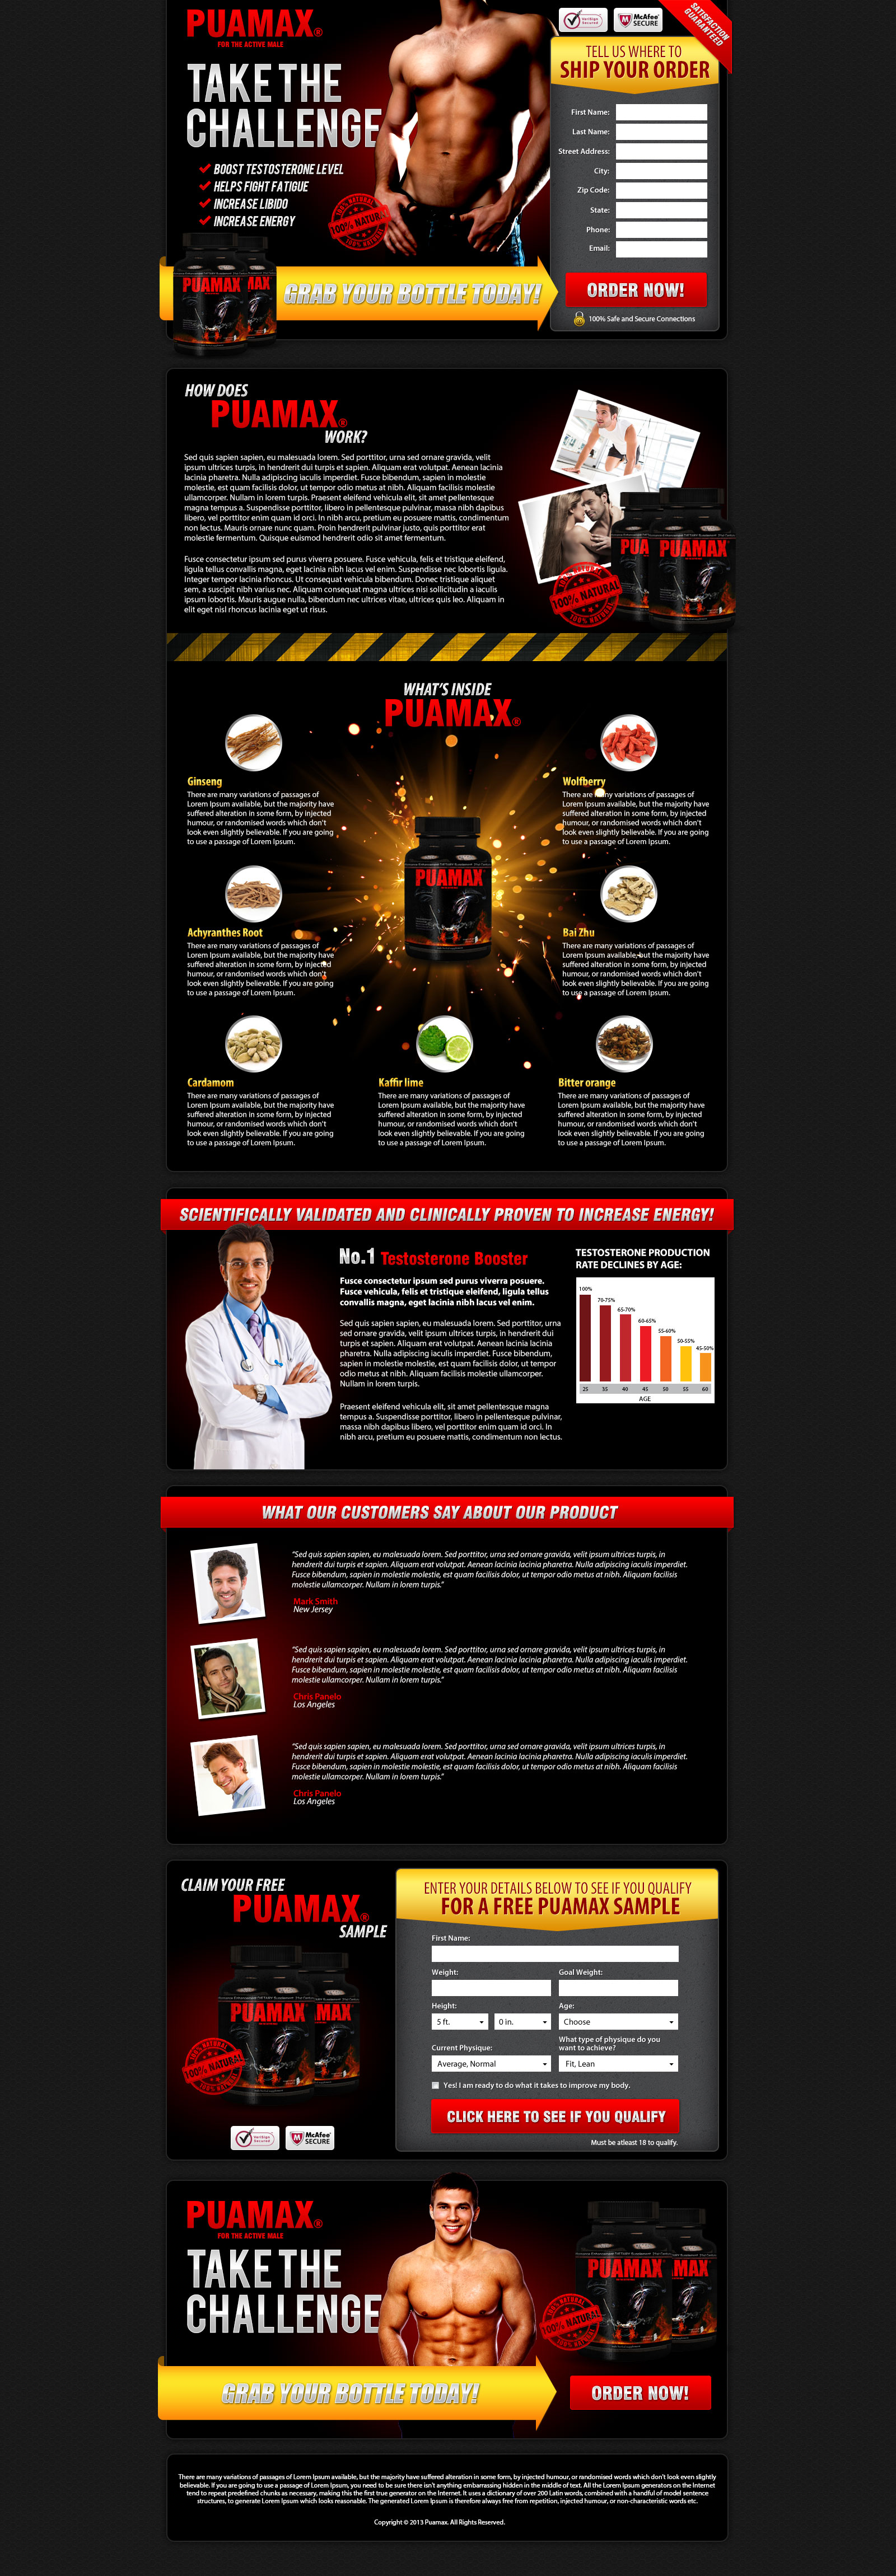 PUAMAX®
FOR THE ACTIVE MALE
TAKE THE
CHALLENGE
BOOST TESTOSTERONE LEVEL
HELPS FIGHT FATIGUE
INCREASE LIBIDO
INCREASE ENERGY
100% NATURAL
GRAB YOUR BOTTLE TODAY!
PUAMAX
VeriSign
Secured
McAfee
SECURE
SATISFACTION
GUARANTEED
TELL US WHERE TO
SHIP YOUR ORDER
First Name:
Last Name:
Street Address:
City:
Zip Code:
State:
Phone:
Email:
ORDER NOW!
100% Safe and Secure Connections
HOW DOES
PUAMAX®
WORK?
Sed quis sapien sapien, eu malesuada lorem. Sed porttitor, urna sed ornare gravida, velit
ipsum ultrices turpis, in hendrerit dui turpis et sapien. Aliquam erat volutpat. Aenean lacinia
lacinia pharetra. Nulla adipiscing iaculis imperdiet. Fusce bibendum, sapien in molestie
molestie, est quam facilisis dolor, ut tempor odio metus at nibh. Aliquam facilisis molestie
ullamcorper. Nullam in lorem turpis. Praesent eleifend vehicula elit, sit amet pellentesque
magna tempus a. Suspendisse porttitor, libero in pellentesque pulvinar, massa nibh dapibus
libero, vel porttitor enim quam id orci. In nibh arcu, pretium eu posuere mattis, condimentum
non lectus. Mauris ornare nunc quam. Proin hendrerit pulvinar justo, quis porttitor erat
molestie fermentum. Quisque euismod hendrerit odio sit amet fermentum.
Fusce consectetur ipsum sed purus viverra posuere. Fusce vehicula, felis et tristique eleifend,
ligula tellus convallis magna, eget lacinia nibh lacus vel enim. Suspendisse nec lobortis ligula.
Integer tempor lacinia rhoncus. Ut consequat vehicula bibendum. Donec tristique aliquet
sem, a suscipit nibh varius nec. Aliquam consequat magna ultrices nisi sollicitudin a iaculis
ipsum lobortis. Mauris augue nulla, bibendum nec ultrices vitae, ultrices quis leo. Aliquam in
elit eget nisl rhoncus lacinia eget ut risus.
PUAMAX
100% NATURAL
WHAT'S INSIDE
PUAMAX®
PUAMAX
Ginseng
There are many variations of passages of
Lorem Ipsum available, but the majority have
suffered alteration in some form, by injected
humour, or randomised words which don't
look even slightly believable. If you are going
to use a passage of Lorem Ipsum.
Wolfberry
There are many variations of passages of
Lorem Ipsum available, but the majority have
suffered alteration in some form, by injected
humour, or randomised words which don't
look even slightly believable. If you are going
to use a passage of Lorem Ipsum.
Achyranthes Root
There are many variations of passages of
Lorem Ipsum available, but the majority have
suffered alteration in some form, by injected
humour, or randomised words which don't
look even slightly believable. If you are going
to use a passage of Lorem Ipsum.
Bai Zhu
There are many variations of passages of
Lorem Ipsum available, but the majority have
suffered alteration in some form, by injected
humour, or randomised words which don't
look even slightly believable. If you are going
to use a passage of Lorem Ipsum.
Cardamom
There are many variations of passages of
Lorem Ipsum available, but the majority have
suffered alteration in some form, by injected
humour, or randomised words which don't
look even slightly believable. If you are going
to use a passage of Lorem Ipsum.
Kaffir lime
There are many variations of passages of
Lorem Ipsum available, but the majority have
suffered alteration in some form, by injected
humour, or randomised words which don't
look even slightly believable. If you are going
to use a passage of Lorem Ipsum.
Bitter orange
There are many variations of passages of
Lorem Ipsum available, but the majority have
suffered alteration in some form, by injected
humour, or randomised words which don't
look even slightly believable. If you are going
to use a passage of Lorem Ipsum.
SCIENTIFICALLY VALIDATED AND CLINICALLY PROVEN TO INCREASE ENERGY!
No.1 Testosterone Booster
Fusce consectetur ipsum sed purus viverra posuere.
Fusce vehicula, felis et tristique eleifend, ligula tellus
convallis magna, eget lacinia nibh lacus vel enim.
Sed quis sapien sapien, eu malesuada lorem. Sed porttitor, urna
sed ornare gravida, velit ipsum ultrices turpis, in hendrerit dui
turpis et sapien. Aliquam erat volutpat. Aenean lacinia lacinia
pharetra. Nulla adipiscing iaculis imperdiet. Fusce bibendum,
sapien in molestie molestie, est quam facilisis dolor, ut tempor
odio metus at nibh. Aliquam facilisis molestie ullamcorper.
Nullam in lorem turpis.
Praesent eleifend vehicula elit, sit amet pellentesque magna
tempus a. Suspendisse porttitor, libero in pellentesque pulvinar,
massa nibh dapibus libero, vel porttitor enim quam id orci. In
nibh arcu, pretium eu posuere mattis, condimentum non lectus.
TESTOSTERONE PRODUCTION
RATE DECLINES BY AGE:
100%
70-75%
65-70%
60-65%
55-60%
50-55%
45-50%
25 35 40 45 50 55 60
AGE
WHAT OUR CUSTOMERS SAY ABOUT OUR PRODUCT
"Sed quis sapien sapien, eu malesuada lorem. Sed porttitor, urna sed ornare gravida, velit ipsum ultrices turpis, in
hendrerit dui turpis et sapien. Aliquam erat volutpat. Aenean lacinia lacinia pharetra. Nulla adipiscing iaculis imperdiet.
Fusce bibendum, sapien in molestie molestie, est quam facilisis dolor, ut tempor odio metus at nibh. Aliquam facilisis
molestie ullamcorper. Nullam in lorem turpis."
Mark Smith
New Jersey
"Sed quis sapien sapien, eu malesuada lorem. Sed porttitor, urna sed ornare gravida, velit ipsum ultrices turpis, in
hendrerit dui turpis et sapien. Aliquam erat volutpat. Aenean lacinia lacinia pharetra. Nulla adipiscing iaculis imperdiet.
Fusce bibendum, sapien in molestie molestie, est quam facilisis dolor, ut tempor odio metus at nibh. Aliquam facilisis
molestie ullamcorper. Nullam in lorem turpis."
Chris Panelo
Los Angeles
"Sed quis sapien sapien, eu malesuada lorem. Sed porttitor, urna sed ornare gravida, velit ipsum ultrices turpis, in
hendrerit dui turpis et sapien. Aliquam erat volutpat. Aenean lacinia lacinia pharetra. Nulla adipiscing iaculis imperdiet.
Fusce bibendum, sapien in molestie molestie, est quam facilisis dolor, ut tempor odio metus at nibh. Aliquam facilisis
molestie ullamcorper. Nullam in lorem turpis."
Chris Panelo
Los Angeles
CLAIM YOUR FREE
PUAMAX®
SAMPLE
PUAMAX
100% NATURAL
VeriSign
Secured
McAfee
SECURE
ENTER YOUR DETAILS BELOW TO SEE IF YOU QUALIFY
FOR A FREE PUAMAX SAMPLE
First Name:
Weight:
Goal Weight:
Height:
Age:
5 ft.
0 in.
Choose
Current Physique:
What type of physique do you
want to achieve?
Average, Normal
Fit, Lean
Yes! I am ready to do what it takes to improve my body.
CLICK HERE TO SEE IF YOU QUALIFY
Must be atleast 18 to qualify.
PUAMAX®
FOR THE ACTIVE MALE
TAKE THE
CHALLENGE
GRAB YOUR BOTTLE TODAY!
PUAMAX
100% NATURAL
ORDER NOW!
There are many variations of passages of Lorem Ipsum available, but the majority have suffered alteration in some form, by injected humour, or randomised words which don't look even slightly
believable. If you are going to use a passage of Lorem Ipsum, you need to be sure there isn't anything embarrassing hidden in the middle of text. All the Lorem Ipsum generators on the Internet
tend to repeat predefined chunks as necessary, making this the first true generator on the Internet. It uses a dictionary of over 200 Latin words, combined with a handful of model sentence
structures, to generate Lorem Ipsum which looks reasonable. The generated Lorem Ipsum is therefore always free from repetition, injected humour, or non-characteristic words etc.
Copyright © 2013 Puamax. All Rights Reserved.